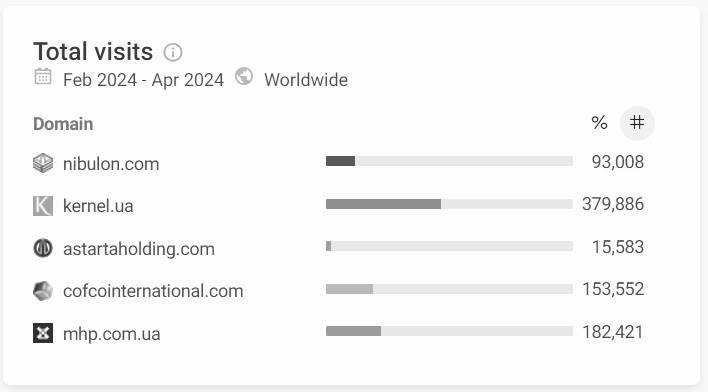 Total visits
Feb 2024 - Apr 2024 Worldwide
Domain % #
nibulon.com 93,008
kernel.ua 379,886
astartaholding.com 15,583
cofcointernational.com 153,552
mhp.com.ua 182,421